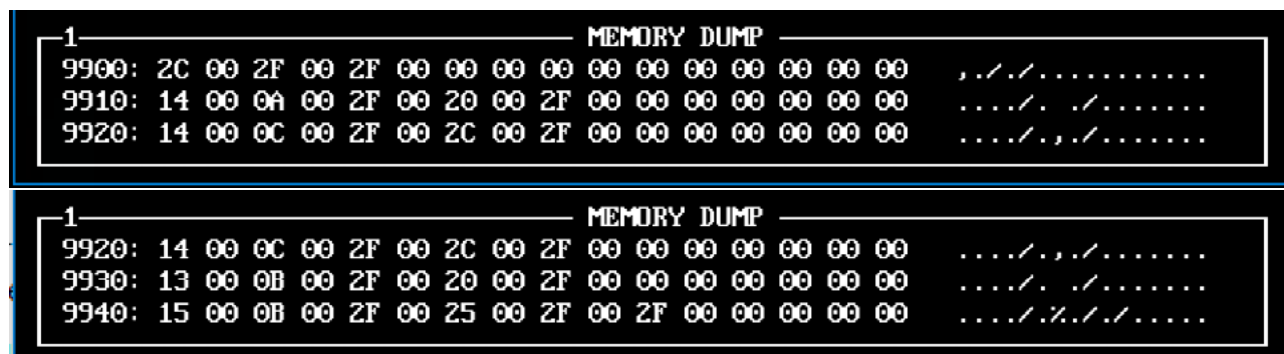 1 MEMORY DUMP
9900: 2C 00 2F 00 2F 00 00 00 00 00 00 00 00 00 00 00 ,././...........
9910: 14 00 0A 00 2F 00 20 00 2F 00 00 00 00 00 00 00 ..../. ./.......
9920: 14 00 0C 00 2F 00 2C 00 2F 00 00 00 00 00 00 00 ..../.,./.......
1 MEMORY DUMP
9920: 14 00 0C 00 2F 00 2C 00 2F 00 00 00 00 00 00 00 ..../.,./.......
9930: 13 00 0B 00 2F 00 20 00 2F 00 00 00 00 00 00 00 ..../. ./.......
9940: 15 00 0B 00 2F 00 25 00 2F 00 2F 00 00 00 00 00 ..../.%././.....